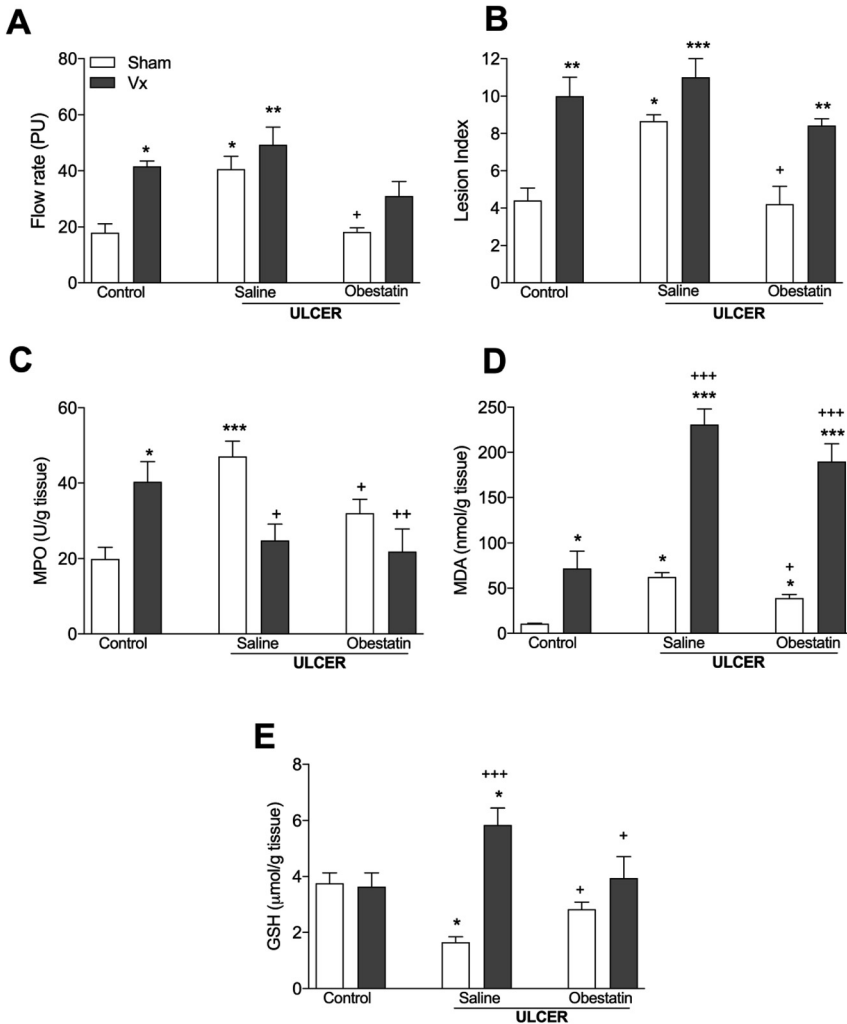 A
Sham
Vx
Flow rate (PU)
80
60
40
20
0
*
*
**
+
Control
Saline
Obestatin
ULCER
B
Lesion Index
12
10
8
6
4
2
0
**
*
***
+
**
Control
Saline
Obestatin
ULCER
C
MPO (U/g tissue)
60
40
20
0
*
***
+
+
++
Control
Saline
Obestatin
ULCER
D
MDA (nmol/g tissue)
250
200
150
100
50
0
*
*
+++
***
+
*
+++
***
Control
Saline
Obestatin
ULCER
E
GSH (μmol/g tissue)
8
6
4
2
0
*
+++
*
+
+
Control
Saline
Obestatin
ULCER